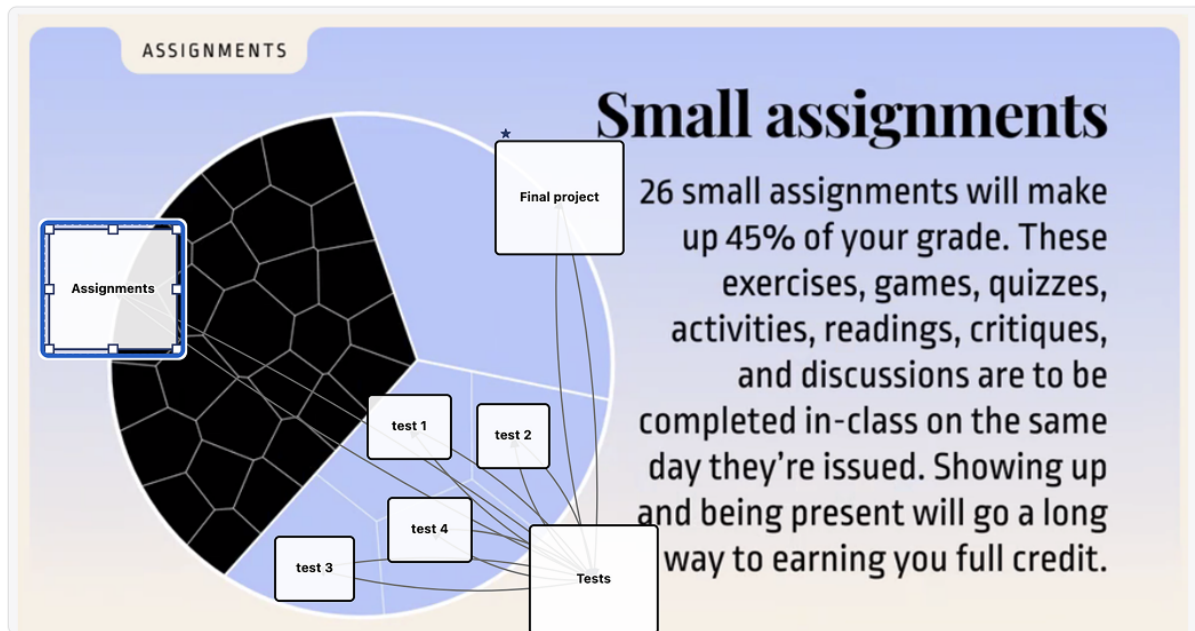 ASSIGNMENTS
Small assignments
26 small assignments will make
up 45% of your grade. These
exercises, games, quizzes,
activities, readings, critiques,
and discussions are to be
completed in-class on the same
day they’re issued. Showing up
and being present will go a long
way to earning you full credit.
Final project
Assignments
test 1
test 2
test 4
test 3
Tests